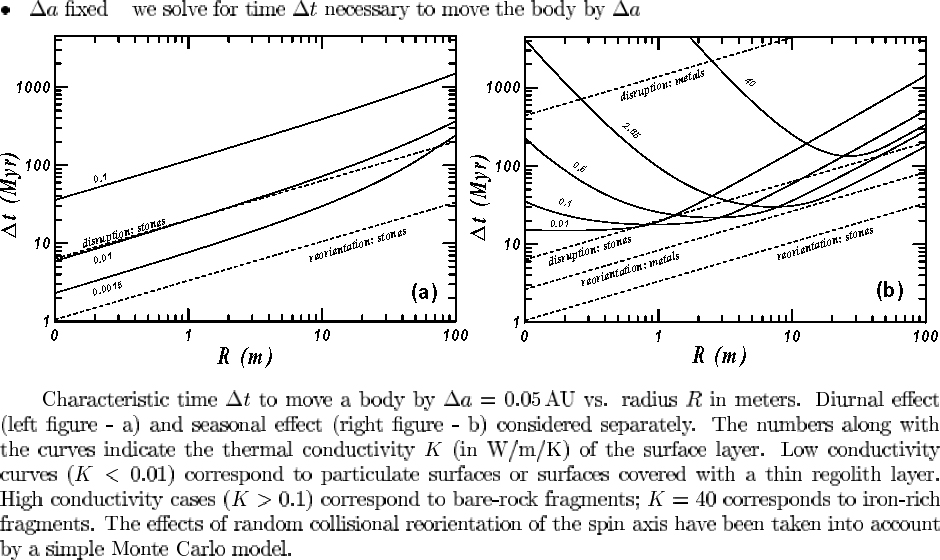 • Δa fixed we solve for time Δt necessary to move the body by Δa
Δt (Myr)
1000
100
10
1
0.1
disruption: stones
0.01
0.0015
reorientation: stones
(a)
0 1 10 100
R (m)
Δt (Myr)
1000
100
10
1
40
disruption: metals
2.65
0.6
0.1
0.01
disruption: stones
reorientation: metals
reorientation: stones
(b)
0 1 10 100
R (m)
Characteristic time Δt to move a body by Δa = 0.05 AU vs. radius R in meters. Diurnal effect
(left figure - a) and seasonal effect (right figure - b) considered separately. The numbers along with
the curves indicate the thermal conductivity K (in W/m/K) of the surface layer. Low conductivity
curves (K < 0.01) correspond to particulate surfaces or surfaces covered with a thin regolith layer.
High conductivity cases (K > 0.1) correspond to bare-rock fragments; K = 40 corresponds to iron-rich
fragments. The effects of random collisional reorientation of the spin axis have been taken into account
by a simple Monte Carlo model.